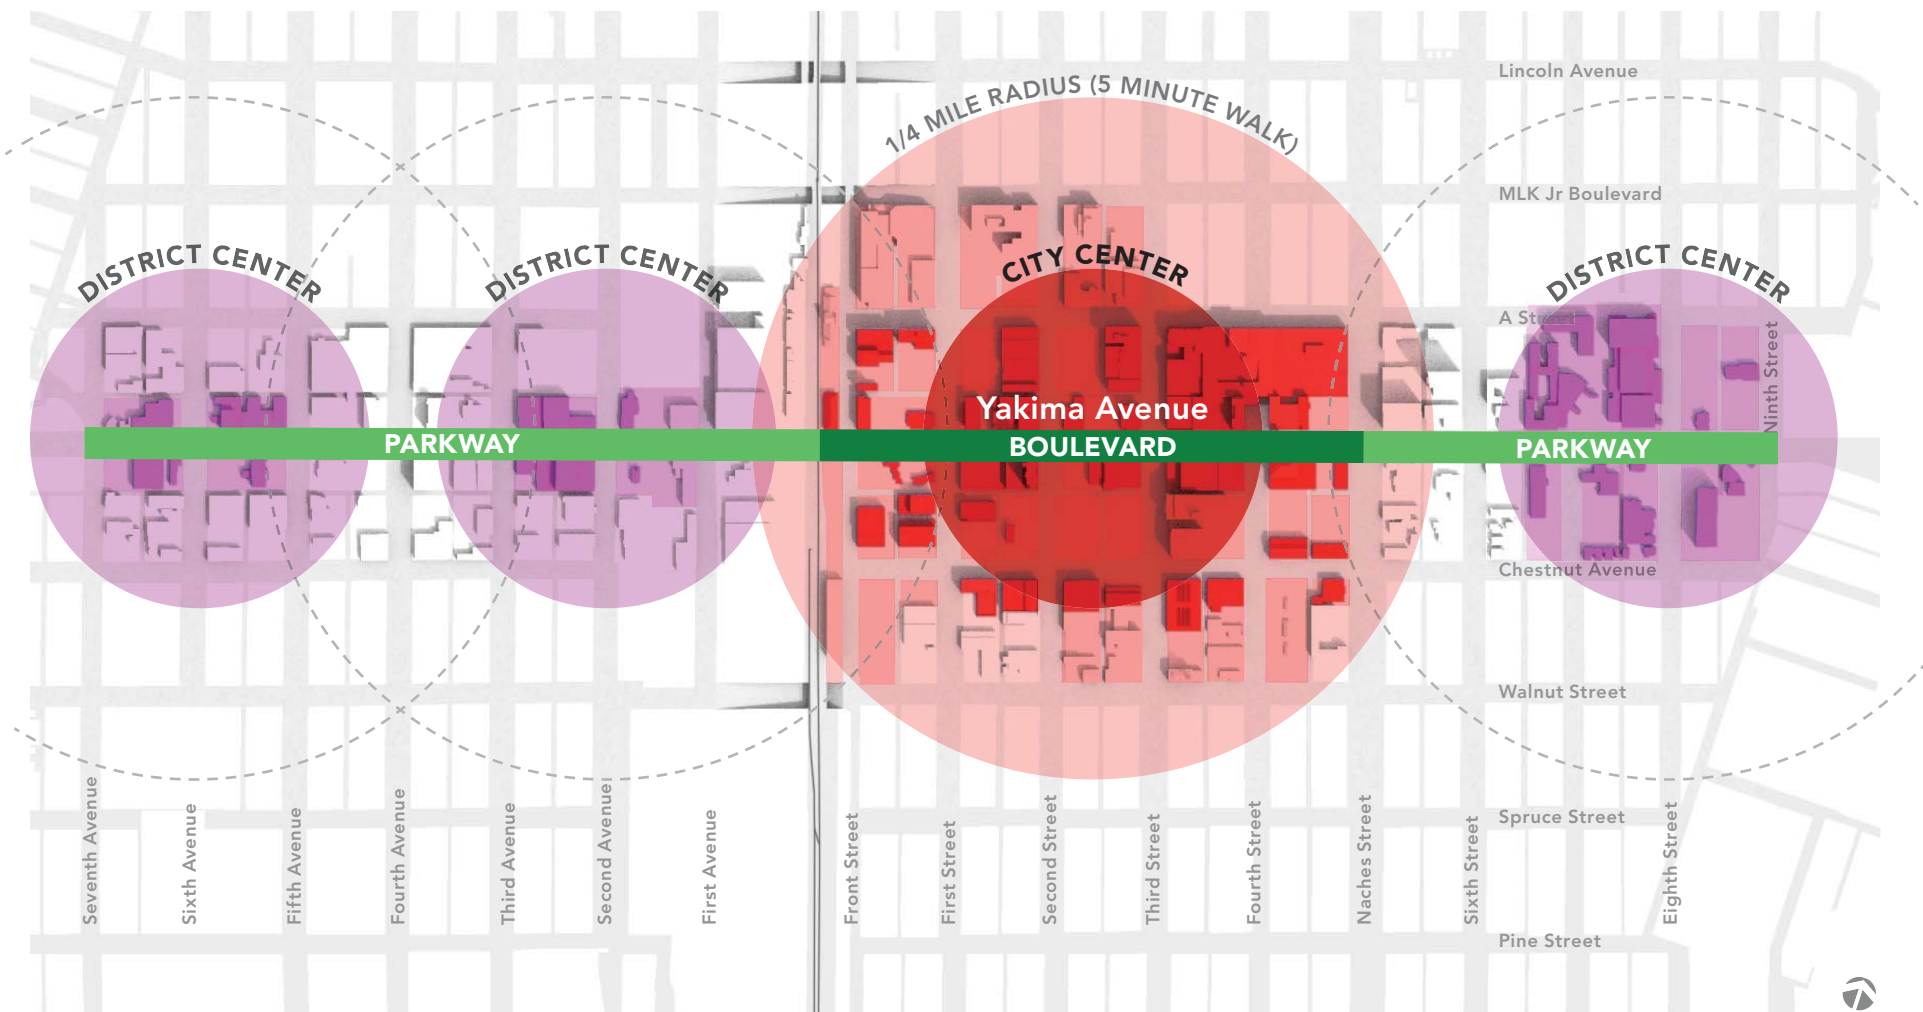 Lincoln Avenue
1/4 MILE RADIUS (5 MINUTE WALK)
MLK Jr Boulevard
DISTRICT CENTER
DISTRICT CENTER
CITY CENTER
DISTRICT CENTER
A Street
Ninth Street
Yakima Avenue
PARKWAY
BOULEVARD
PARKWAY
Chestnut Avenue
Walnut Street
Spruce Street
Seventh Avenue
Sixth Avenue
Fifth Avenue
Fourth Avenue
Third Avenue
Second Avenue
First Avenue
Front Street
First Street
Second Street
Third Street
Fourth Street
Naches Street
Sixth Street
Eighth Street
Pine Street